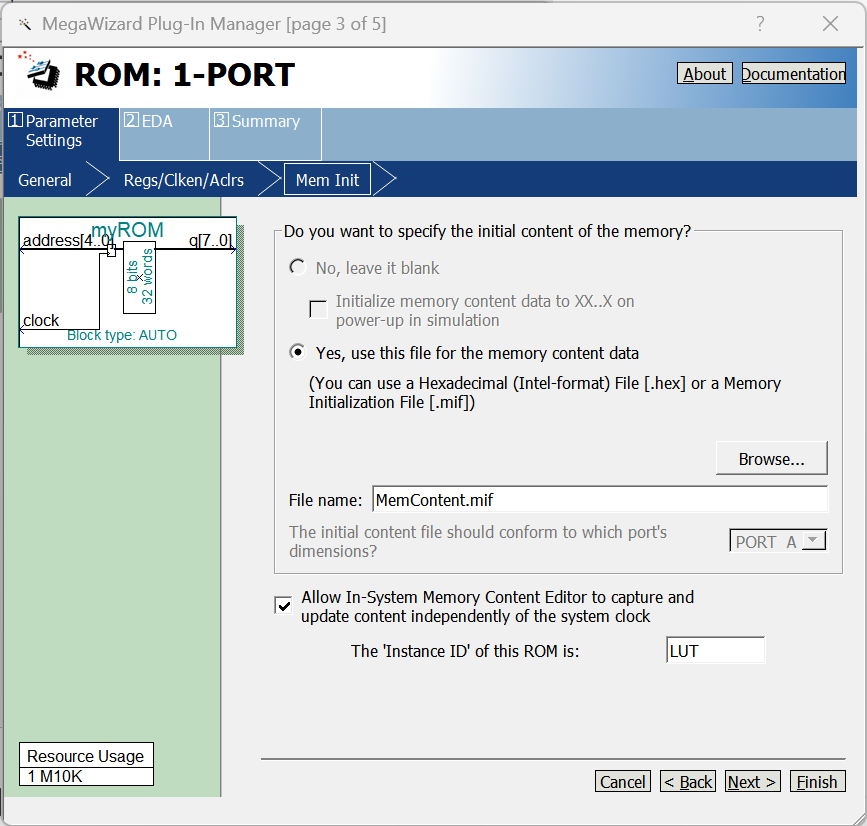 MegaWizard Plug-In Manager [page 3 of 5]
?
ROM: 1-PORT
About
Documentation
1 Parameter Settings
2 EDA
3 Summary
General
Regs/Clken/Aclrs
Mem Init
myROM
address[4..0]
q[7..0]
8 bits
32 words
clock
Block type: AUTO
Do you want to specify the initial content of the memory?
No, leave it blank
Initialize memory content data to XX..X on
power-up in simulation
Yes, use this file for the memory content data
(You can use a Hexadecimal (Intel-format) File [.hex] or a Memory
Initialization File [.mif])
Browse...
File name:
MemContent.mif
The initial content file should conform to which port's
dimensions?
PORT A
Allow In-System Memory Content Editor to capture and
update content independently of the system clock
The 'Instance ID' of this ROM is:
LUT
Resource Usage
1 M10K
Cancel
< Back
Next >
Finish